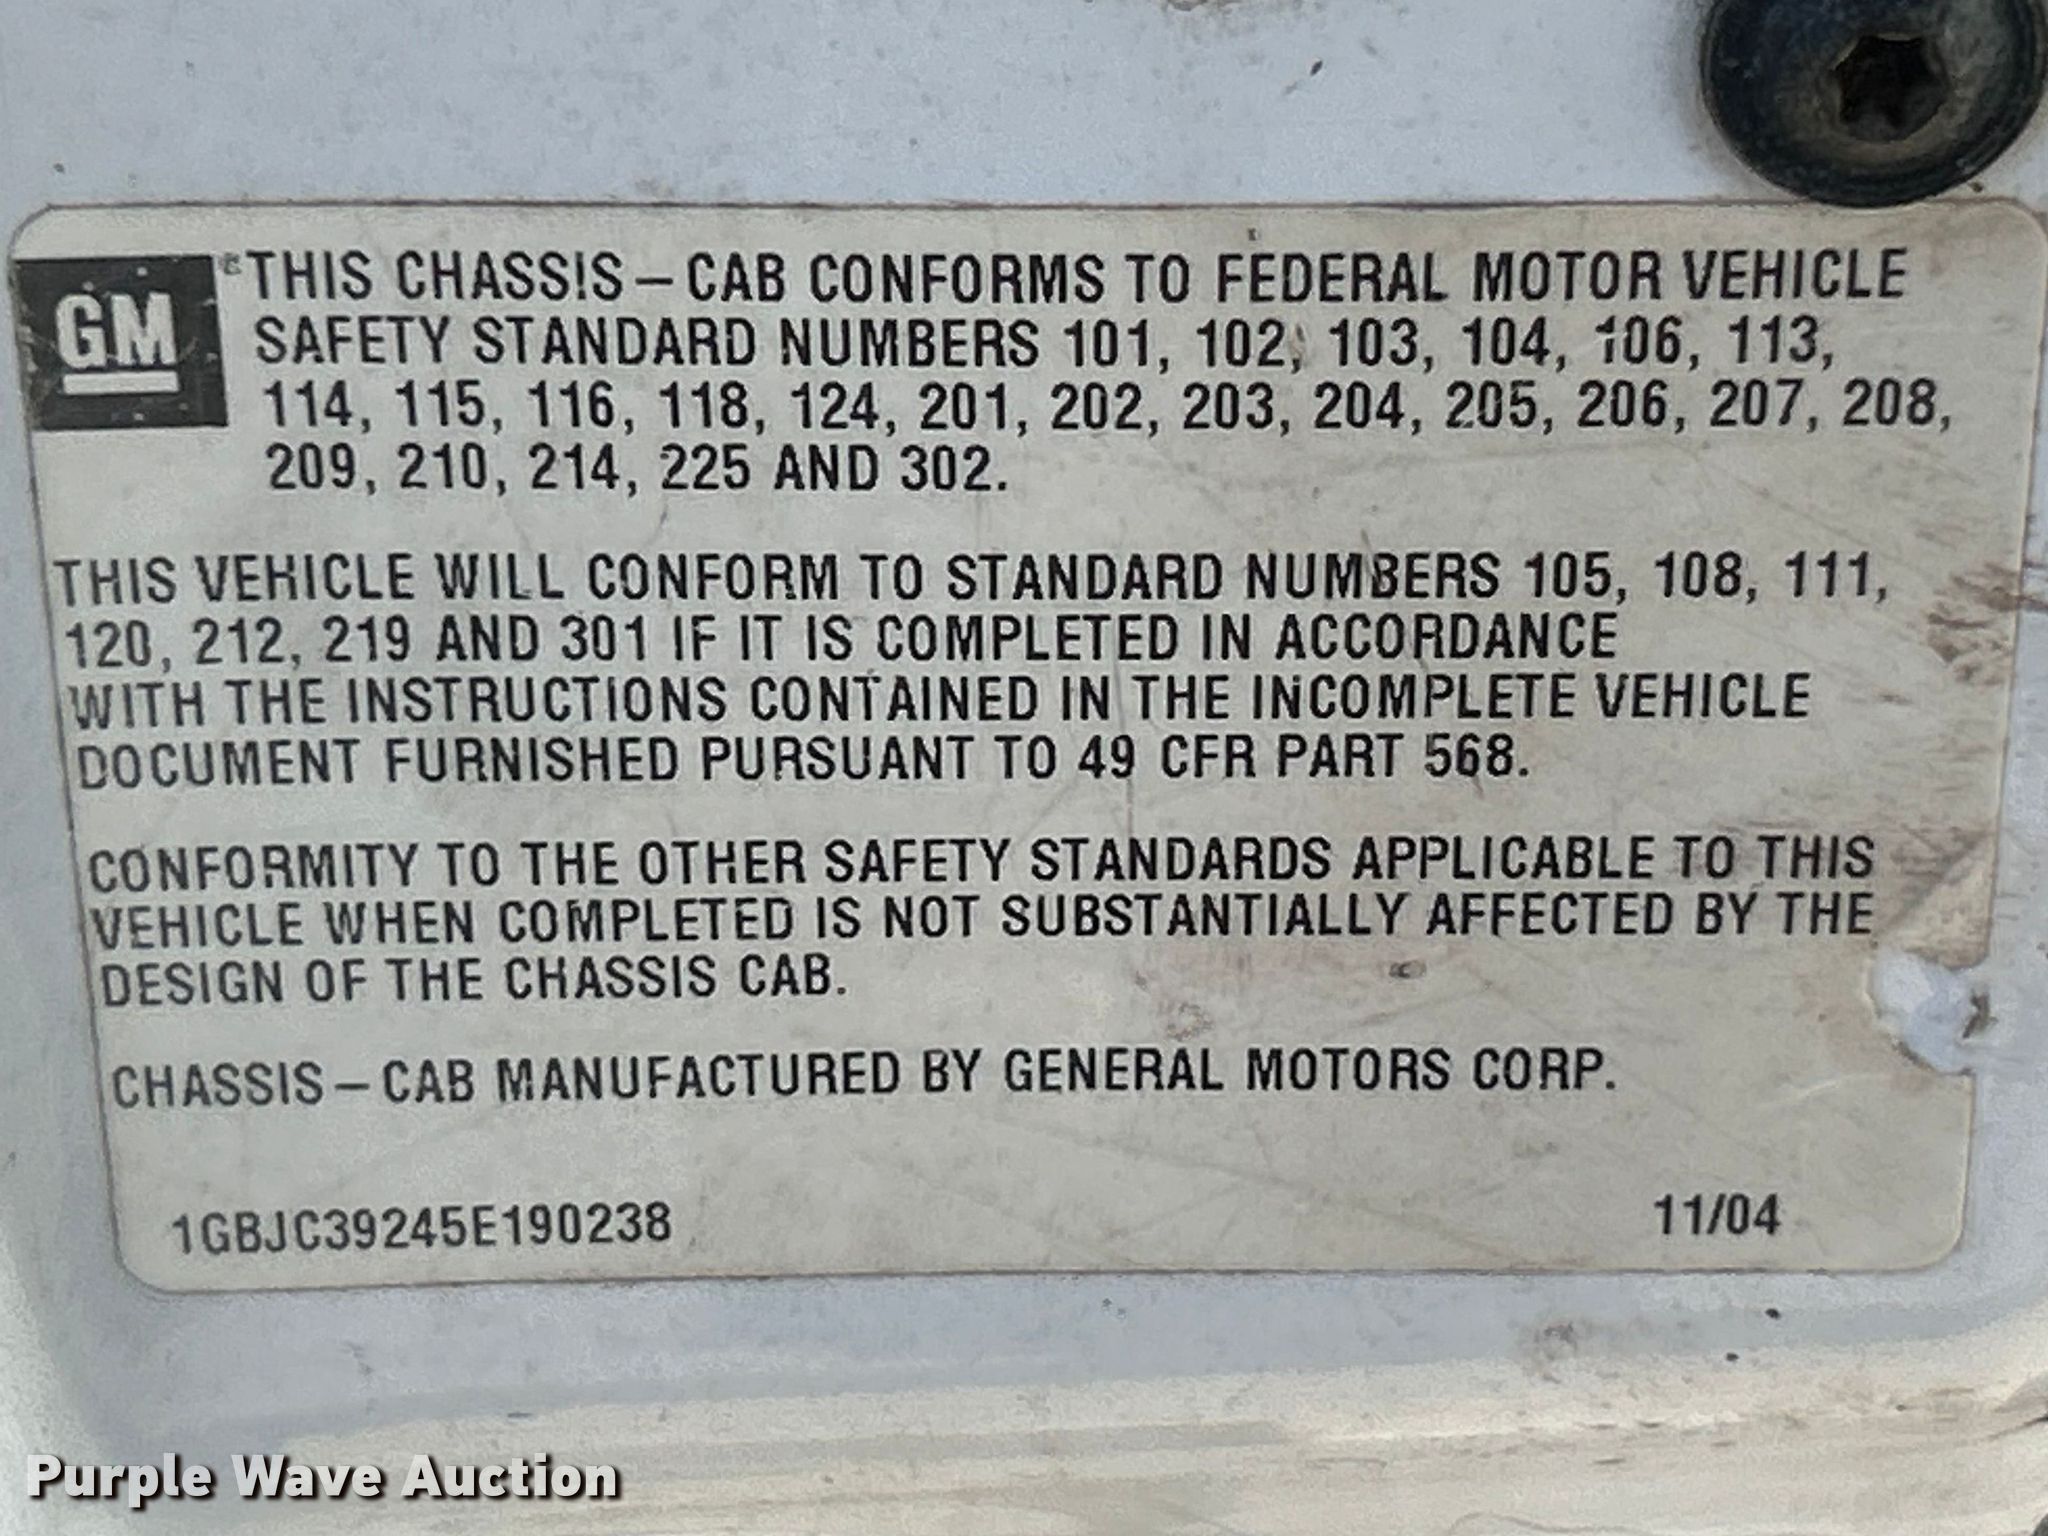 GM
THIS CHASSIS – CAB CONFORMS TO FEDERAL MOTOR VEHICLE
SAFETY STANDARD NUMBERS 101, 102, 103, 104, 106, 113,
114, 115, 116, 118, 124, 201, 202, 203, 204, 205, 206, 207, 208,
209, 210, 214, 225 AND 302.
THIS VEHICLE WILL CONFORM TO STANDARD NUMBERS 105, 108, 111,
120, 212, 219 AND 301 IF IT IS COMPLETED IN ACCORDANCE
WITH THE INSTRUCTIONS CONTAINED IN THE INCOMPLETE VEHICLE
DOCUMENT FURNISHED PURSUANT TO 49 CFR PART 568.
CONFORMITY TO THE OTHER SAFETY STANDARDS APPLICABLE TO THIS
VEHICLE WHEN COMPLETED IS NOT SUBSTANTIALLY AFFECTED BY THE
DESIGN OF THE CHASSIS CAB.
CHASSIS – CAB MANUFACTURED BY GENERAL MOTORS CORP.
1GBJC39245E190238 11/04
Purple Wave Auction